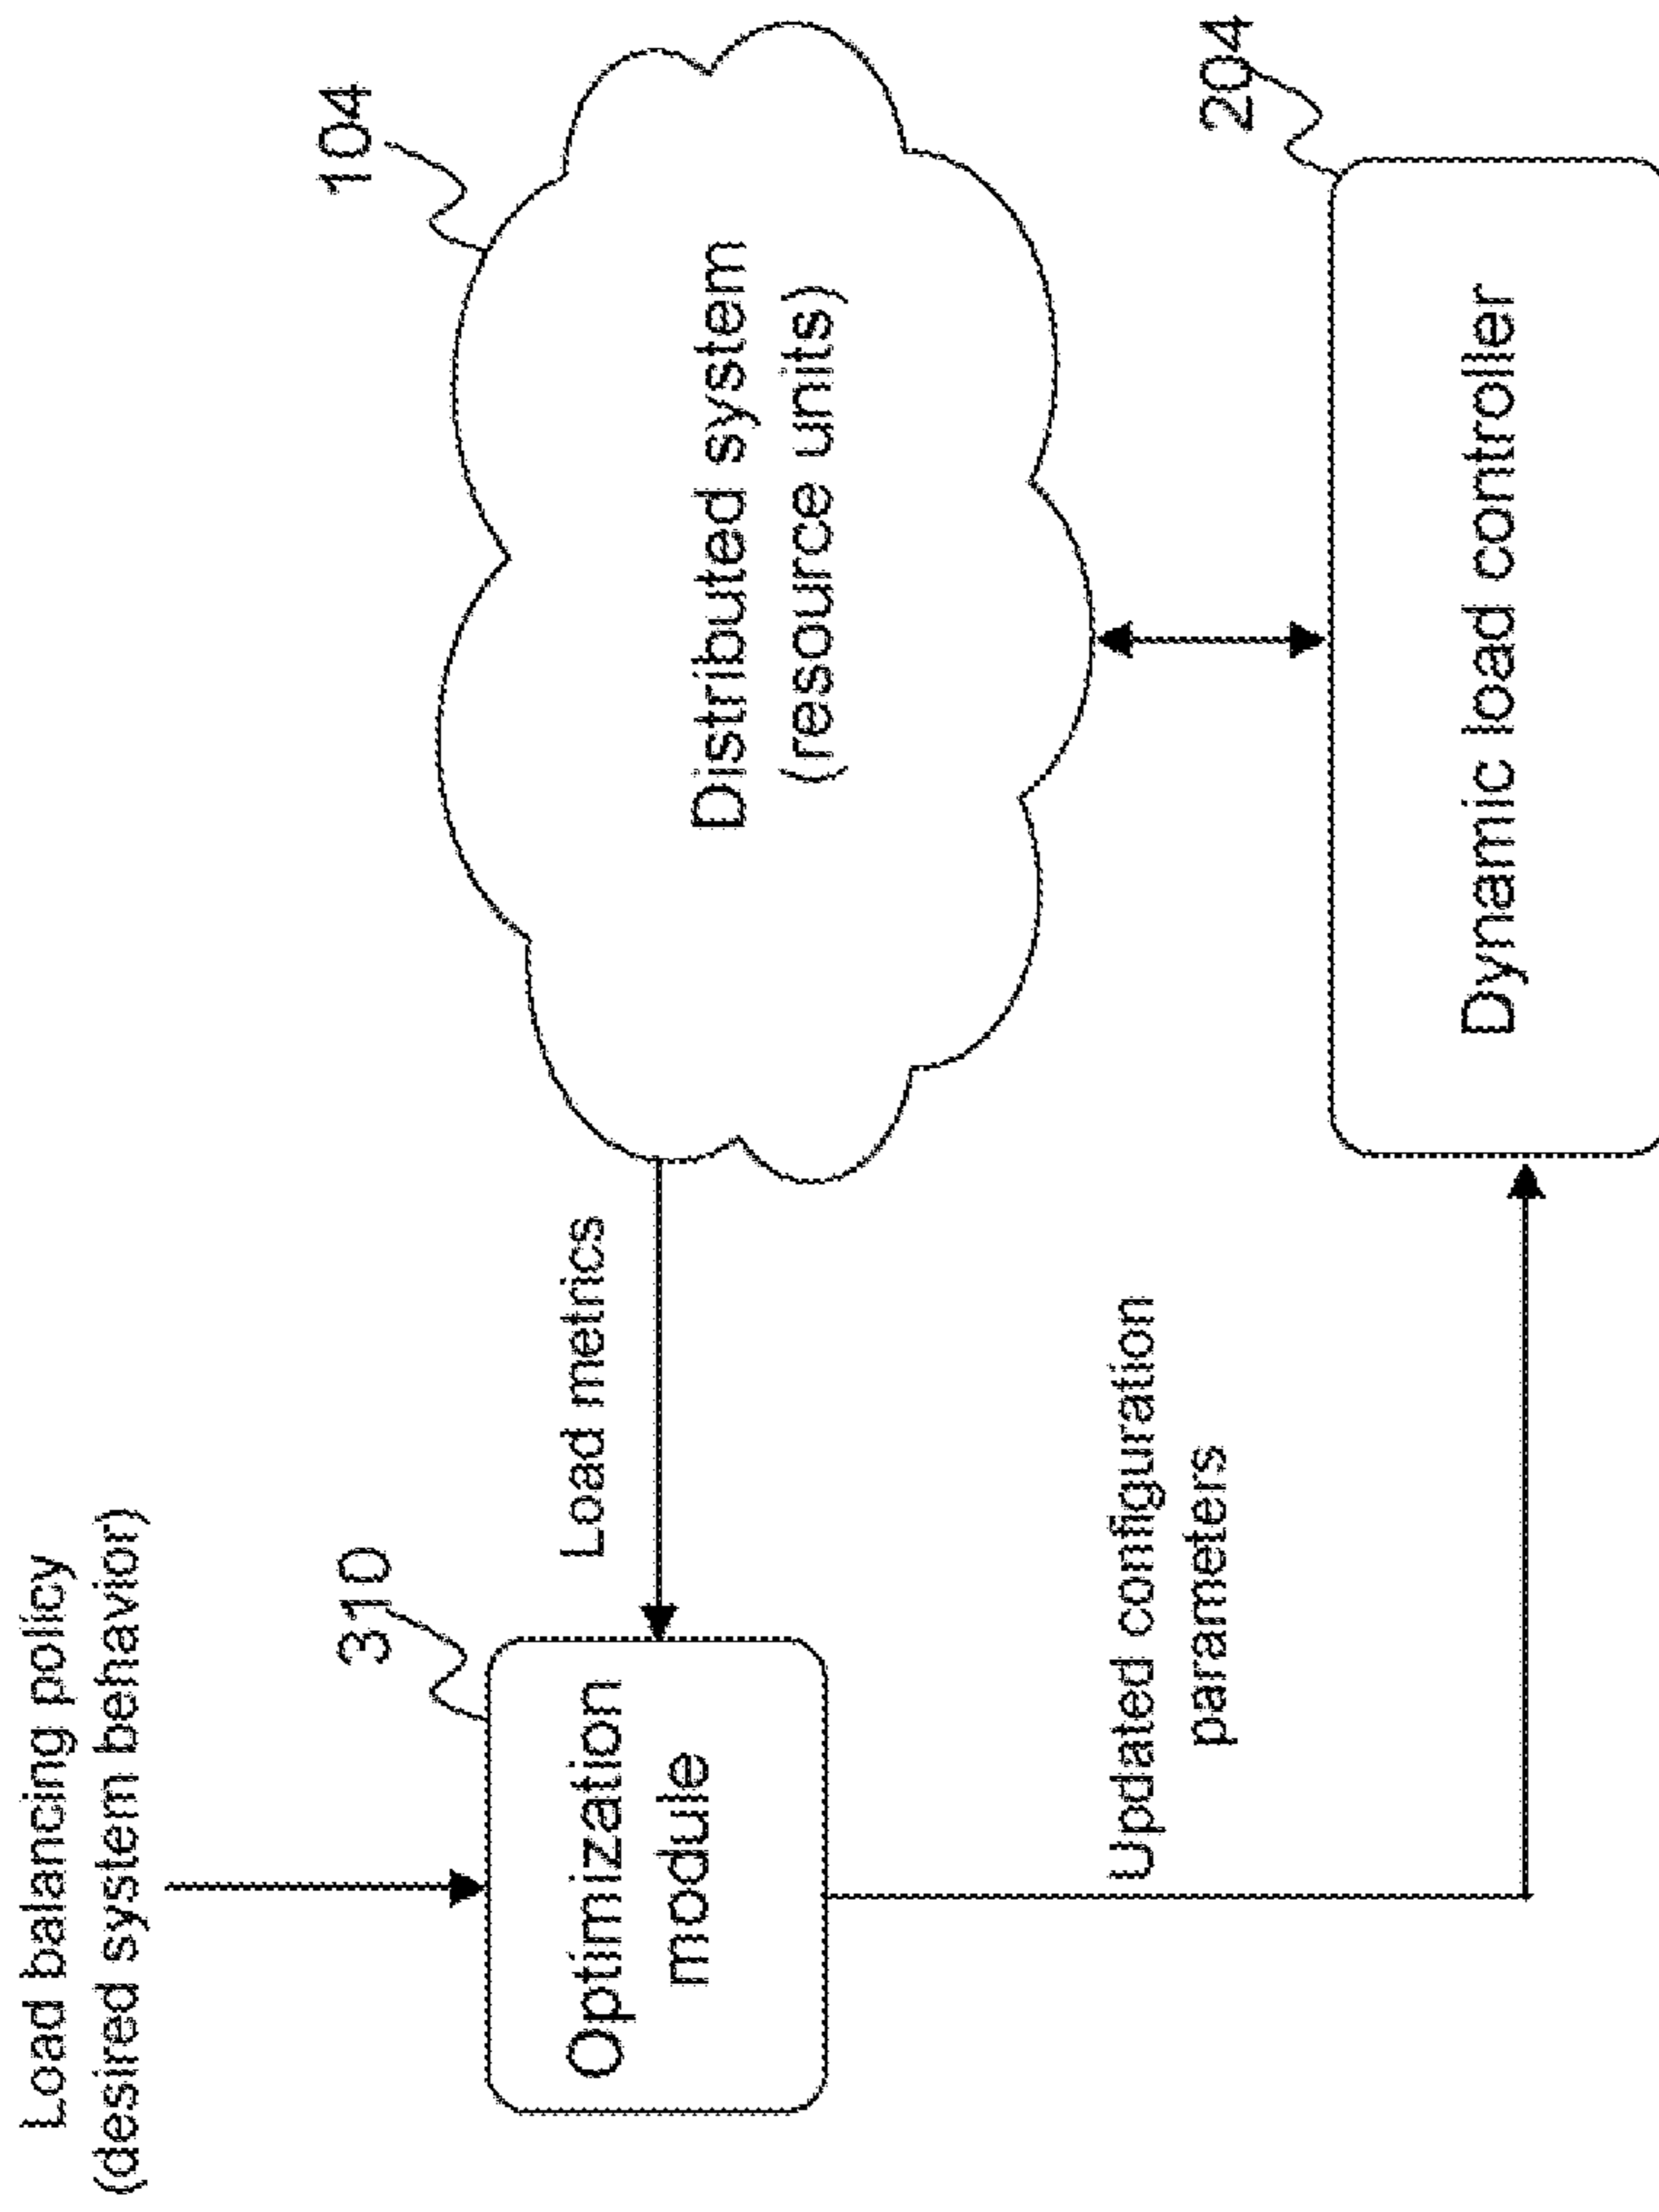 Load balancing policy
(desired system behavior)
310
Optimization
module
Load metrics
104
Distributed system
(resource units)
Updated configuration
parameters
204
Dynamic load controller